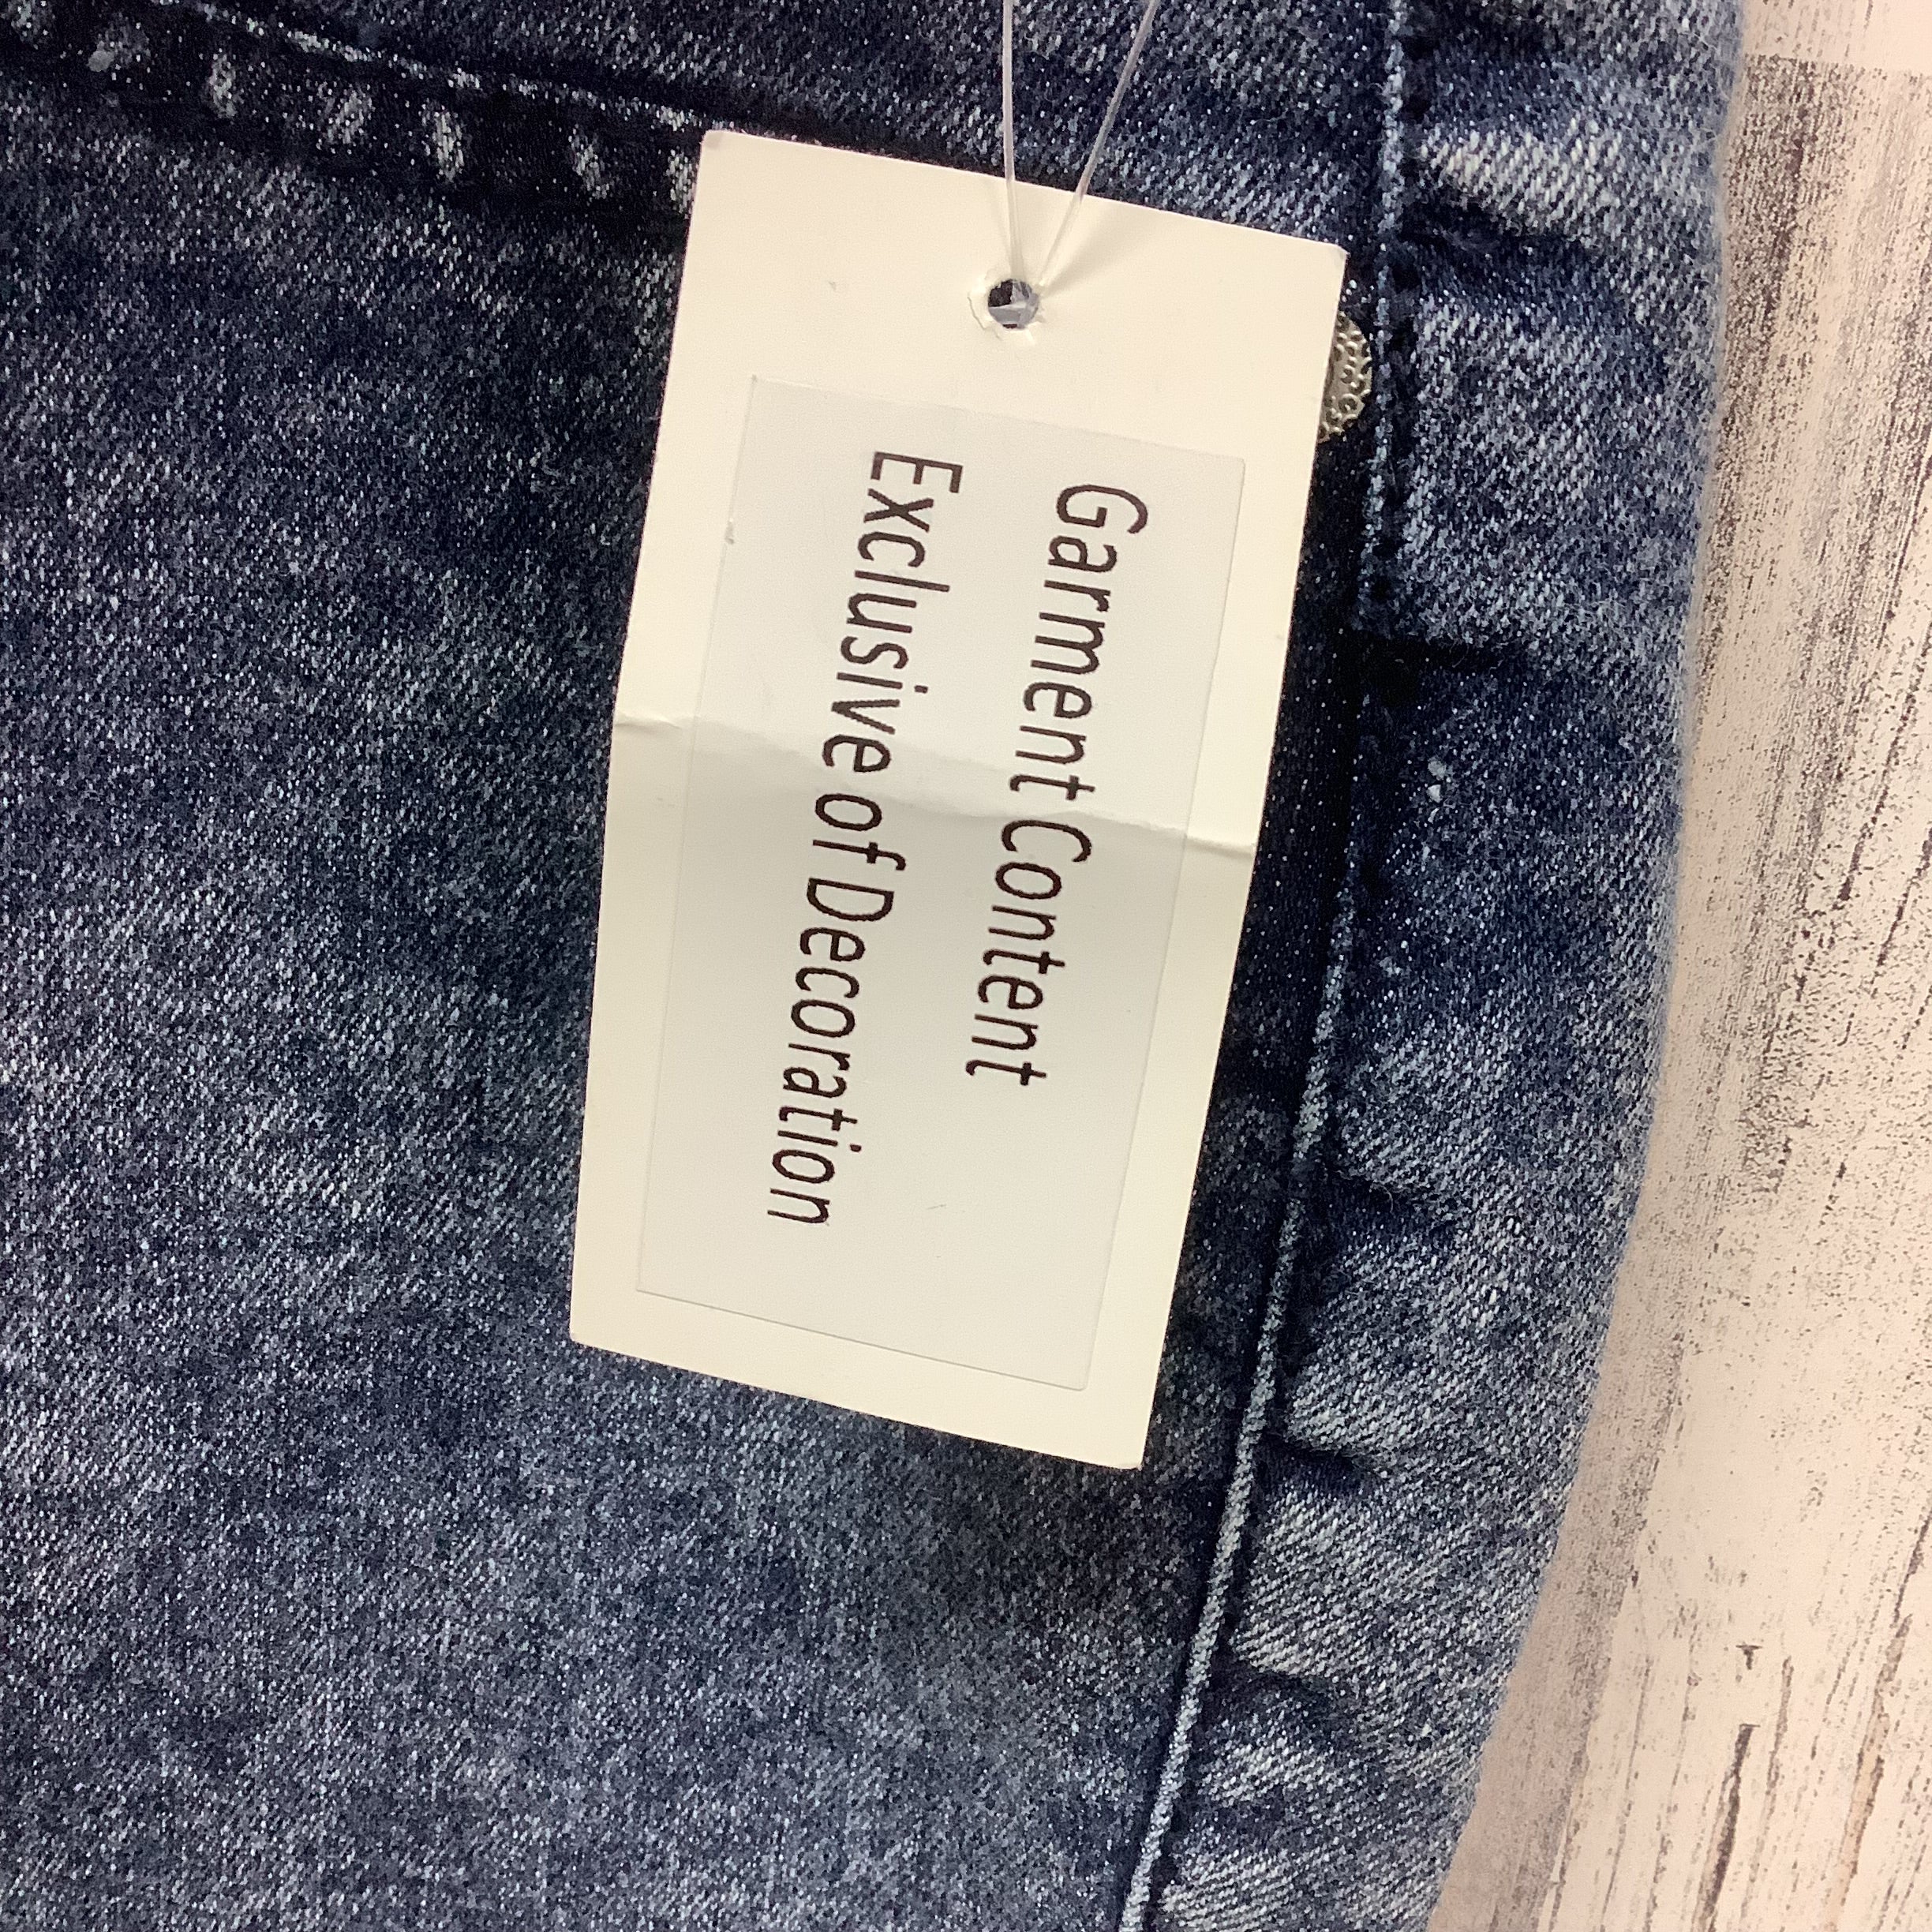 Garment Content
Exclusive of Decoration